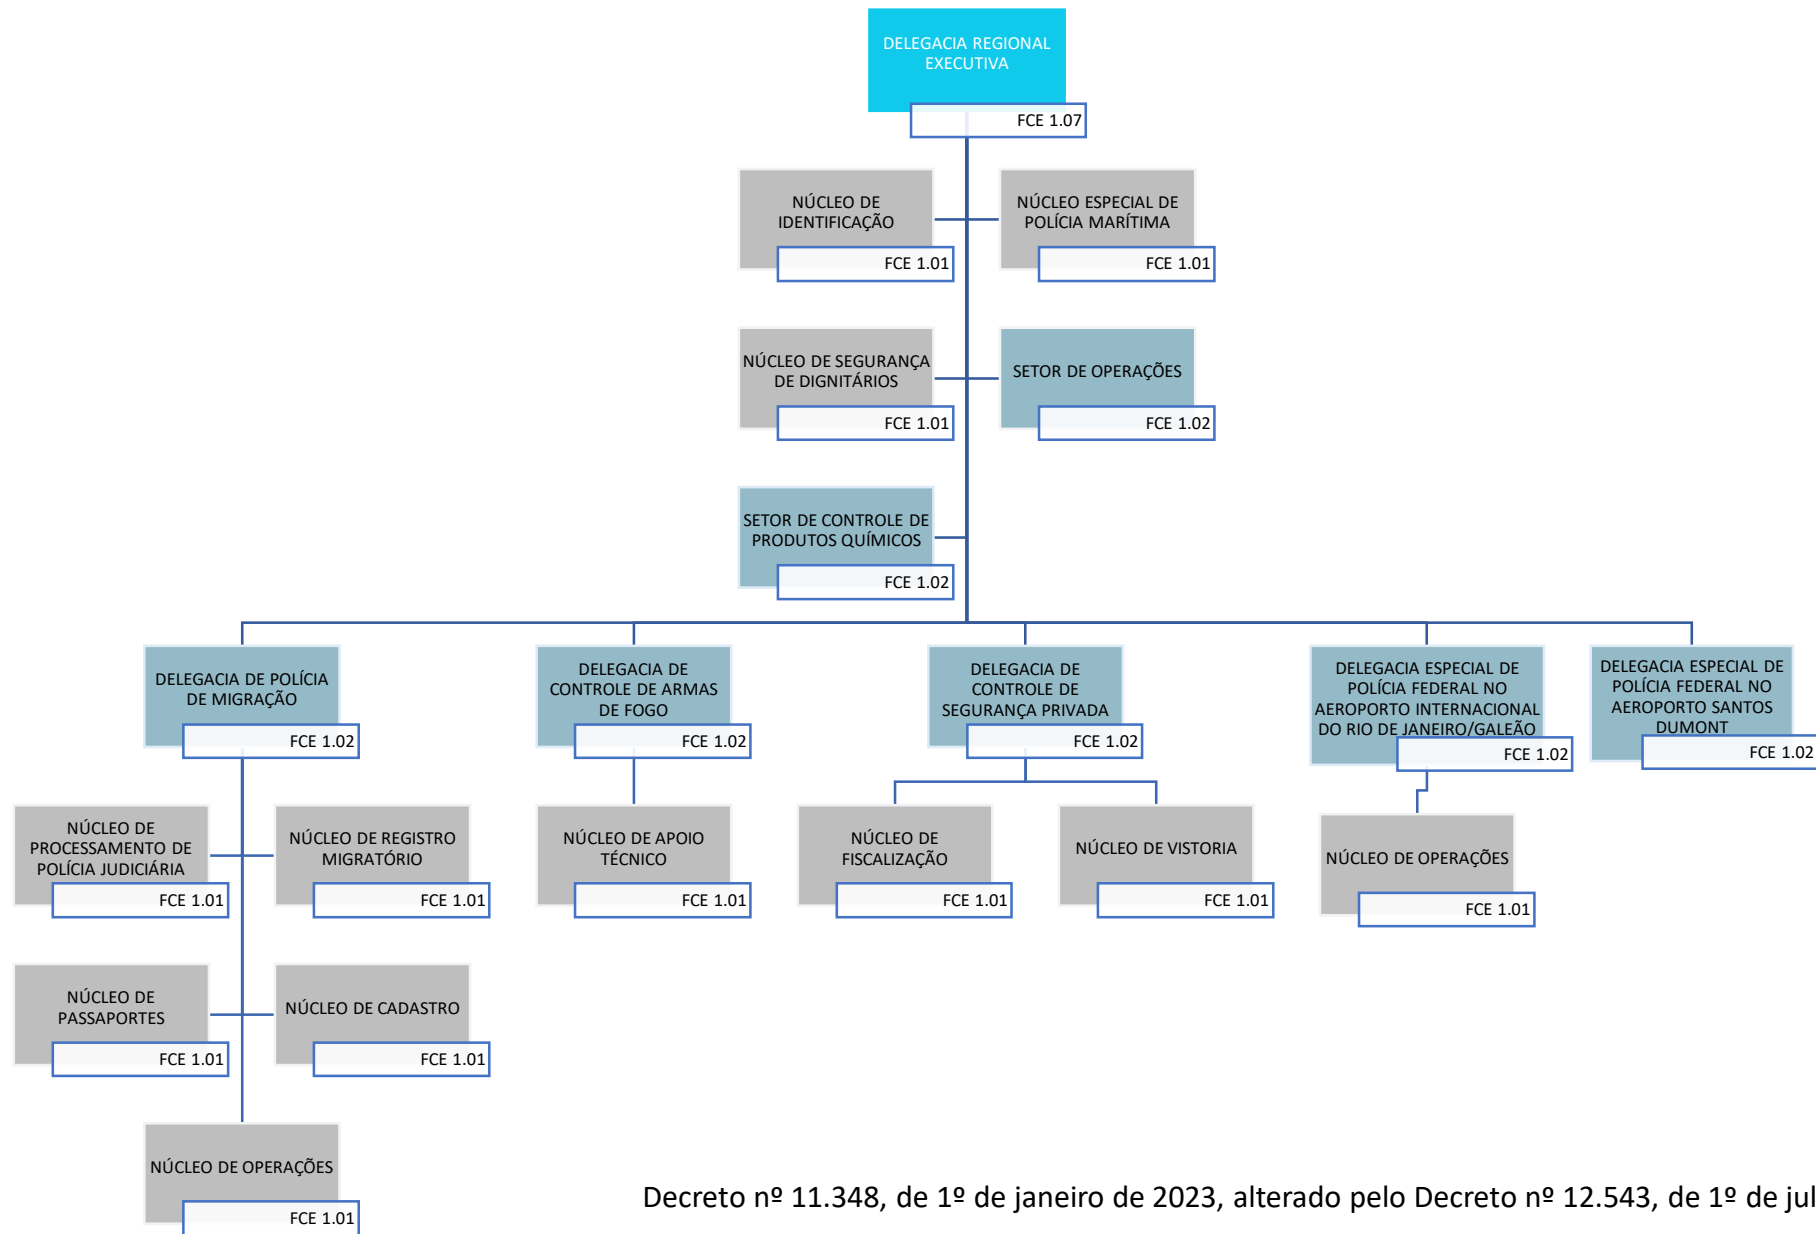 DELEGACIA REGIONAL
EXECUTIVA
FCE 1.07
NÚCLEO DE
IDENTIFICAÇÃO
FCE 1.01
NÚCLEO ESPECIAL DE
POLÍCIA MARÍTIMA
FCE 1.01
NÚCLEO DE SEGURANÇA
DE DIGNITÁRIOS
FCE 1.01
SETOR DE OPERAÇÕES
FCE 1.02
SETOR DE CONTROLE DE
PRODUTOS QUÍMICOS
FCE 1.02
DELEGACIA DE POLÍCIA
DE MIGRAÇÃO
FCE 1.02
DELEGACIA DE
CONTROLE DE ARMAS
DE FOGO
FCE 1.02
DELEGACIA DE
CONTROLE DE
SEGURANÇA PRIVADA
FCE 1.02
DELEGACIA ESPECIAL DE
POLÍCIA FEDERAL NO
AEROPORTO INTERNACIONAL
DO RIO DE JANEIRO/GALEÃO
FCE 1.02
DELEGACIA ESPECIAL DE
POLÍCIA FEDERAL NO
AEROPORTO SANTOS
DUMONT
FCE 1.02
NÚCLEO DE
PROCESSAMENTO DE
POLÍCIA JUDICIÁRIA
FCE 1.01
NÚCLEO DE REGISTRO
MIGRATÓRIO
FCE 1.01
NÚCLEO DE APOIO
TÉCNICO
FCE 1.01
NÚCLEO DE
FISCALIZAÇÃO
FCE 1.01
NÚCLEO DE VISTORIA
FCE 1.01
NÚCLEO DE OPERAÇÕES
FCE 1.01
NÚCLEO DE
PASSAPORTES
FCE 1.01
NÚCLEO DE CADASTRO
FCE 1.01
NÚCLEO DE OPERAÇÕES
FCE 1.01
Decreto nº 11.348, de 1º de janeiro de 2023, alterado pelo Decreto nº 12.543, de 1º de jul